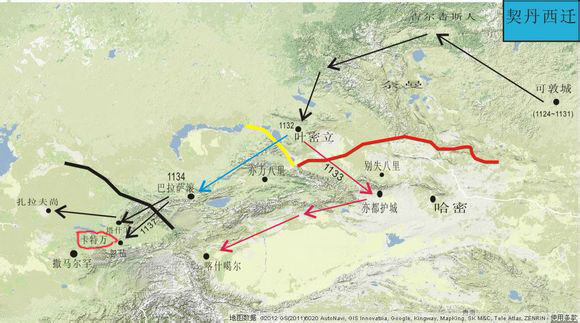 契丹西迁
吉尔吉斯人
乃蛮
可敦城
(1124~1131)
1132
叶密立
1133
别失八里
亦力八里
亦都护城
哈密
1134
巴拉萨衮
扎拉夫尚
塔什干
1137
卡特万
撒马尔罕
喀什噶尔
地图数据 ©2012 GS(2011)6020 AutoNavi, GIS Innovatsia, Google, Kingway, MapKing, SK M&C, Tele Atlas, ZENRIN - 使用条款